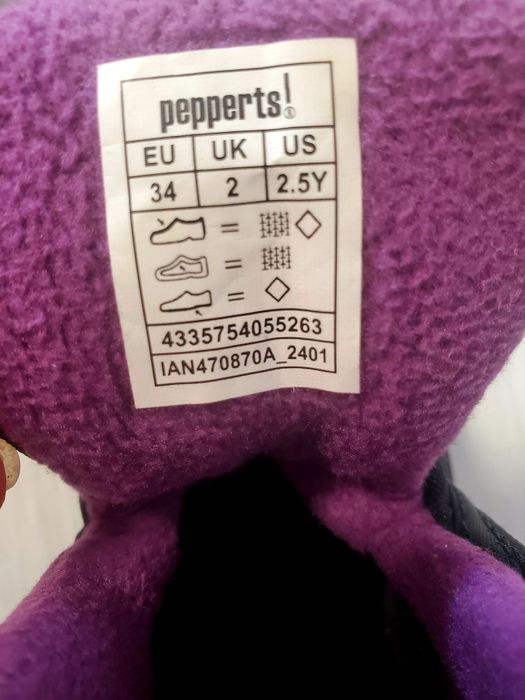 pepperts!
EU UK US
34 2 2.5Y
=
=
=
4335754055263
IAN470870A_2401